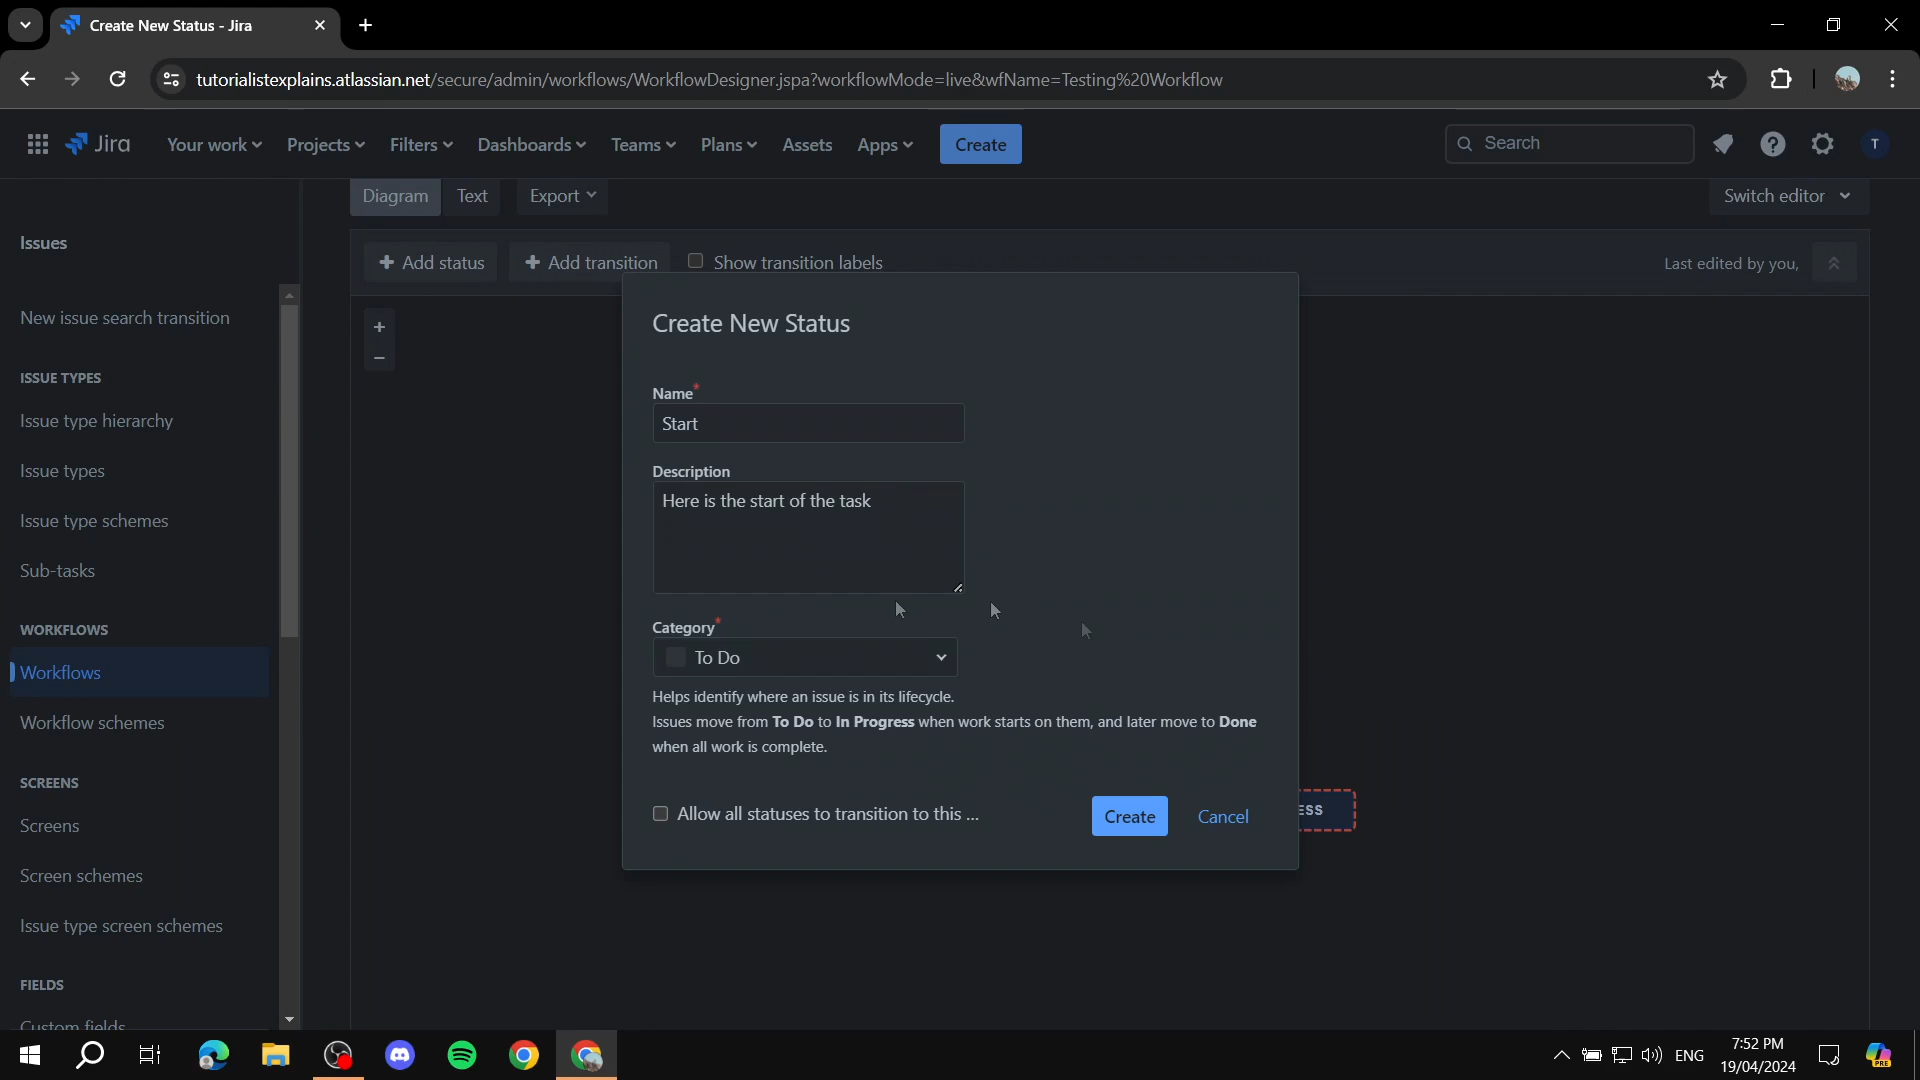 Create New Status - Jira
tutorialistexplains.atlassian.net/secure/admin/workflows/WorkflowDesigner.jspa?workflowMode=live&wfName=Testing%20Workflow
Jira
Your work
Projects
Filters
Dashboards
Teams
Plans
Assets
Apps
Create
Search
T
Diagram
Text
Export
Switch editor
Issues
+ Add status
+ Add transition
Show transition labels
Last edited by you,
New issue search transition
+
−
ISSUE TYPES
Issue type hierarchy
Issue types
Issue type schemes
Sub-tasks
WORKFLOWS
Workflows
Workflow schemes
SCREENS
Screens
Screen schemes
Issue type screen schemes
FIELDS
Custom fields
Create New Status
Name*
Start
Description
Here is the start of the task
Category*
To Do
Helps identify where an issue is in its lifecycle.
Issues move from To Do to In Progress when work starts on them, and later move to Done
when all work is complete.
Allow all statuses to transition to this ...
Create
Cancel
ESS
ENG
7:52 PM
19/04/2024
PRE